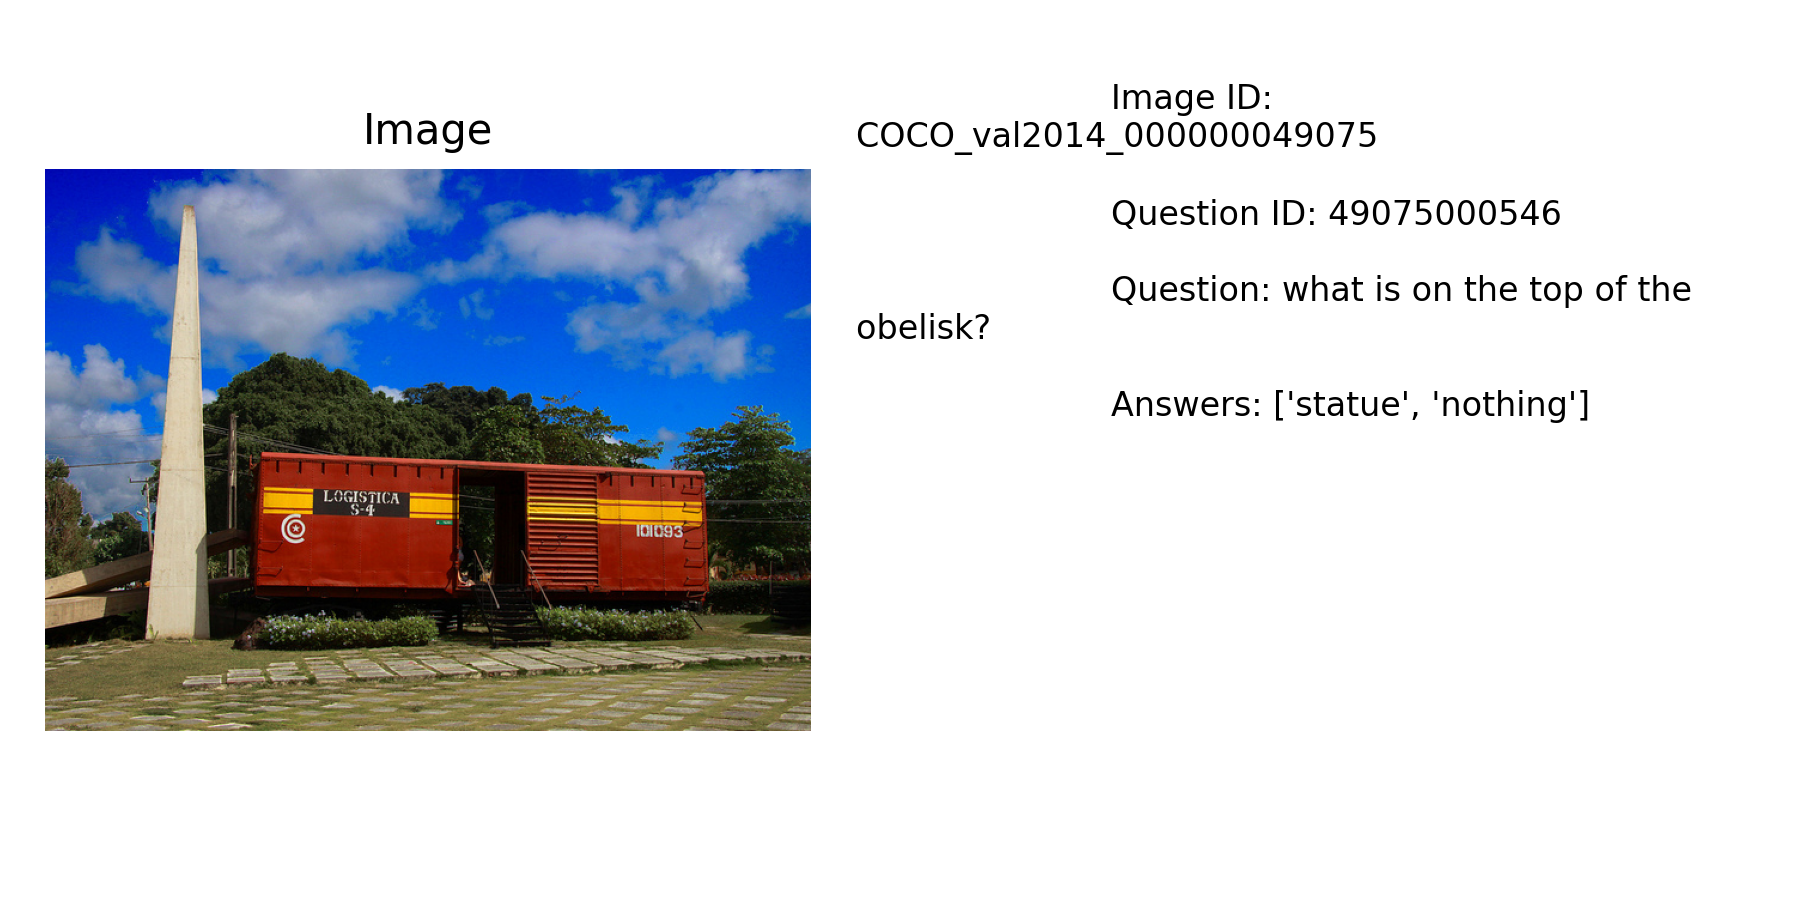 Image
LOGISTICA
S-4
101093
Image ID:
COCO_val2014_000000049075
Question ID: 49075000546
Question: what is on the top of the
obelisk?
Answers: ['statue', 'nothing']